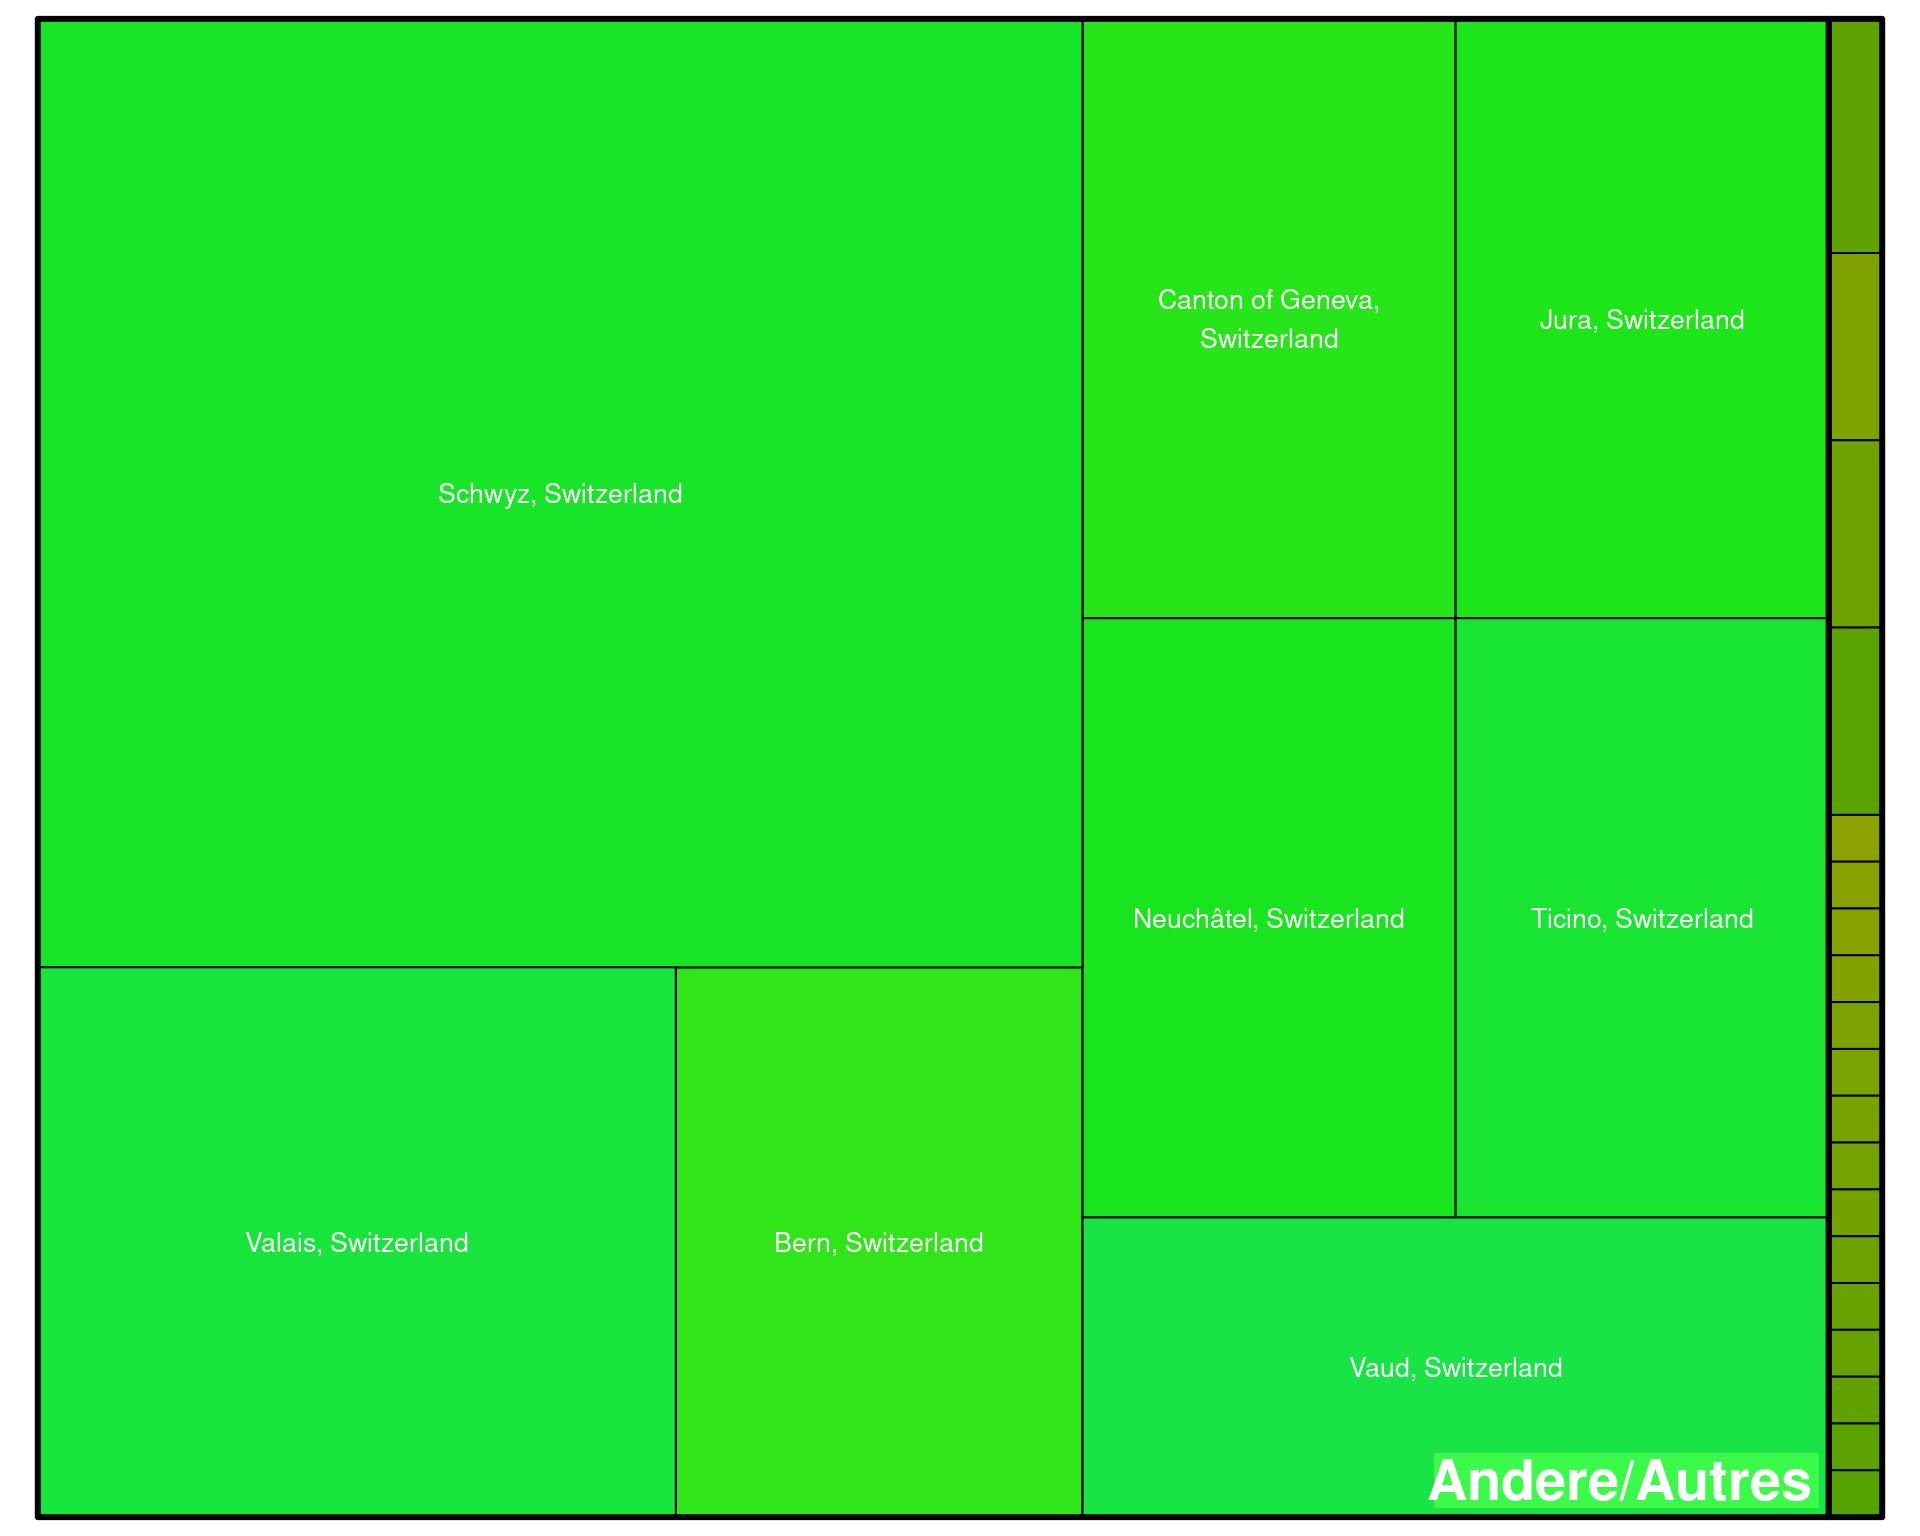 Canton of Geneva,
Switzerland
Jura, Switzerland
Schwyz, Switzerland
Neuchâtel, Switzerland
Ticino, Switzerland
Valais, Switzerland
Bern, Switzerland
Vaud, Switzerland
Andere/Autres